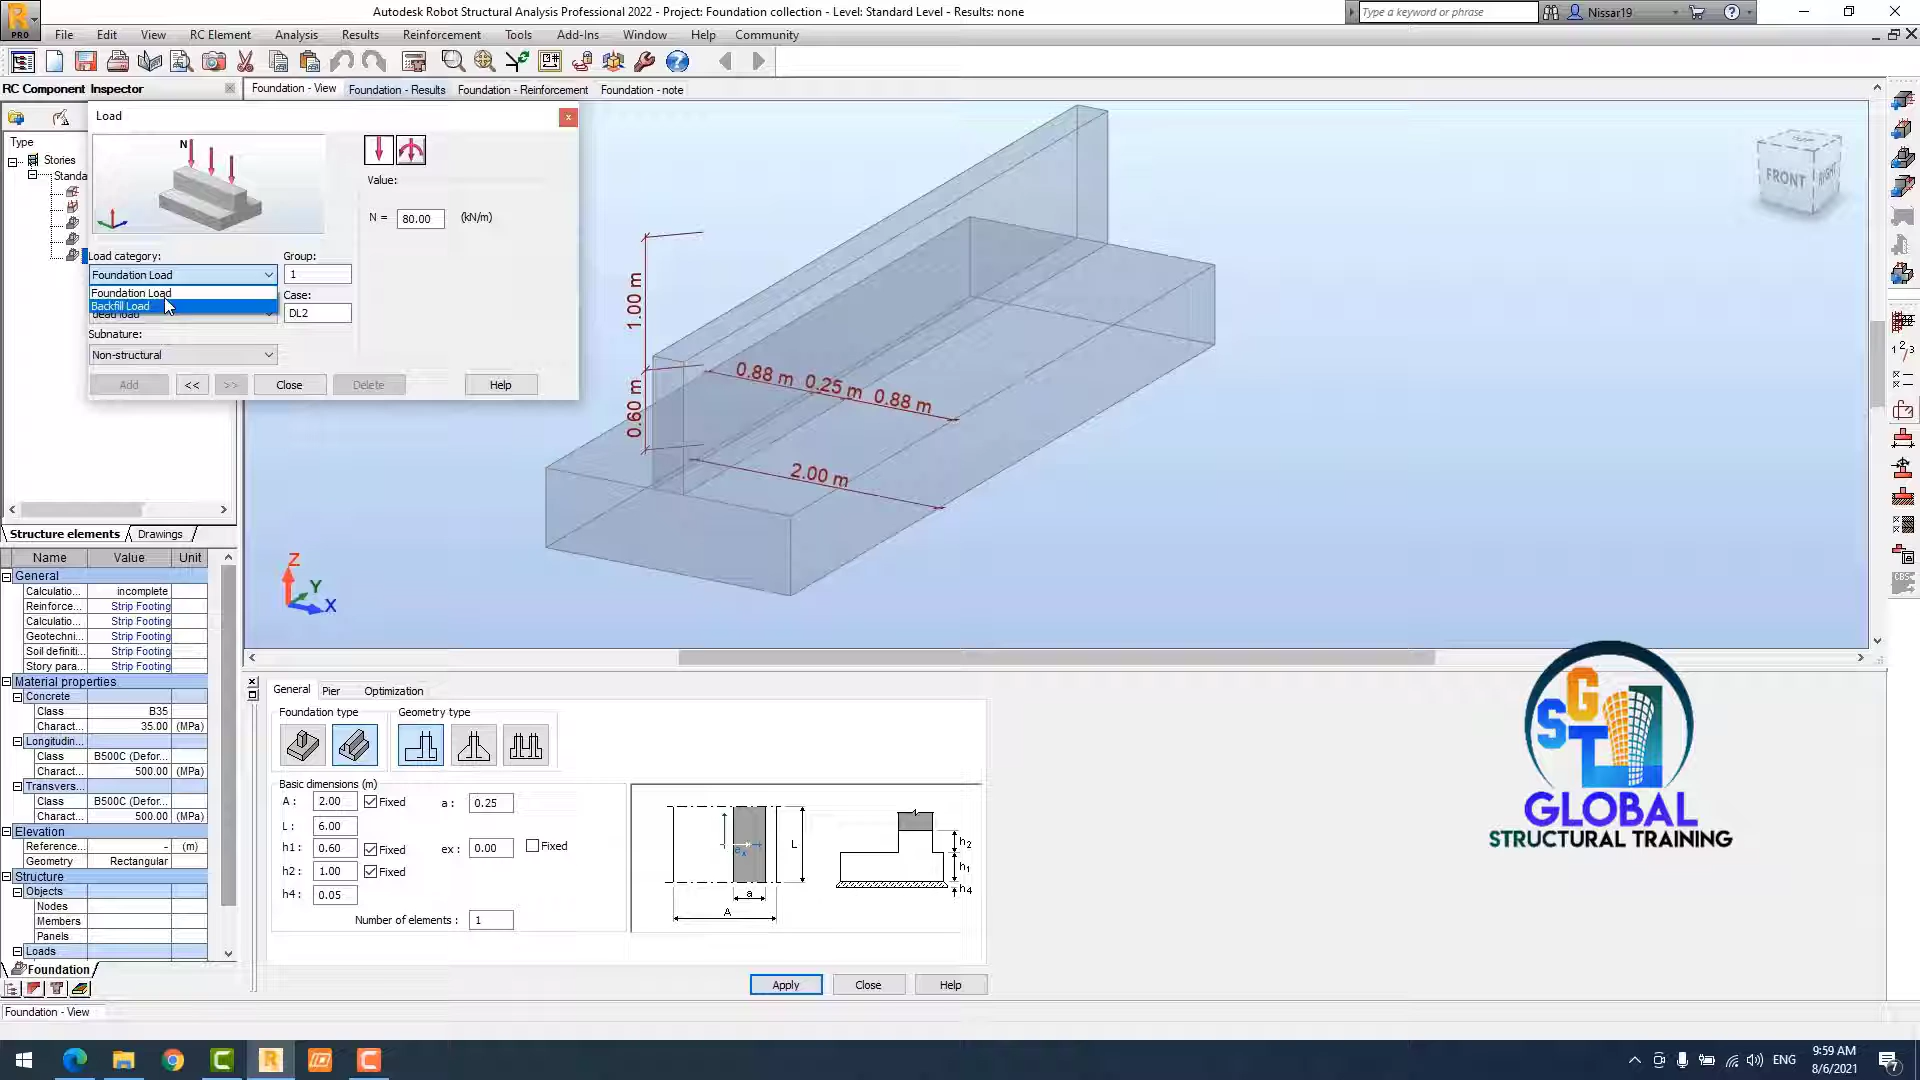 Autodesk Robot Structural Analysis Professional 2022 - Project: Foundation collection - Level: Standard Level - Results: none
Type a keyword or phrase
Nissar19
PRO
File Edit View RC Element Analysis Results Reinforcement Tools Add-Ins Window Help Community
RC Component Inspector
Foundation - View
Foundation - Results
Foundation - Reinforcement
Foundation - note
Type
Stories
Standa
Load
N
Value:
N = 80.00 (kN/m)
Load category:
Group:
Foundation Load
1
Foundation Load
Backfill Load
Case:
dead load
DL2
Subnature:
Non-structural
Add
<<
>>
Close
Delete
Help
FRONT
RIGHT
1.00 m
0.60 m
0.88 m 0.25 m 0.88 m
2.00 m
Z
Y
X
Structure elements
Drawings
Name Value Unit
General
Calculatio... incomplete
Reinforce... Strip Footing
Calculatio... Strip Footing
Geotechni... Strip Footing
Soil definiti... Strip Footing
Story para... Strip Footing
Material properties
Concrete
Class B35
Charact... 35.00 (MPa)
Longitudin...
Class B500C (Defor...
Charact... 500.00 (MPa)
Transvers...
Class B500C (Defor...
Charact... 500.00 (MPa)
Elevation
Reference... - (m)
Geometry Rectangular
Structure
Objects
Nodes
Members
Panels
Loads
Foundation
Foundation - View
General
Pier
Optimization
Foundation type
Geometry type
Basic dimensions (m)
A : 2.00 Fixed a : 0.25
L : 6.00
h1: 0.60 Fixed ex : 0.00 Fixed
h2: 1.00 Fixed
h4: 0.05
Number of elements : 1
L
a
A
ex
h2
h1
h4
Apply
Close
Help
SGTL
GLOBAL
STRUCTURAL TRAINING
CBS
ENG
9:59 AM
8/6/2021
7